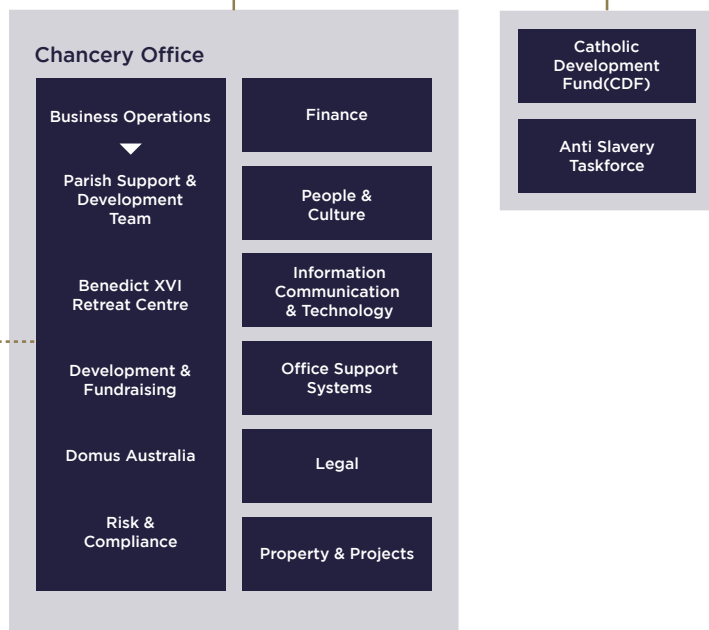 Chancery Office
Business Operations
Parish Support &
Development
Team
Benedict XVI
Retreat Centre
Development &
Fundraising
Domus Australia
Risk &
Compliance
Finance
People &
Culture
Information
Communication
& Technology
Office Support
Systems
Legal
Property & Projects
Catholic
Development
Fund(CDF)
Anti Slavery
Taskforce